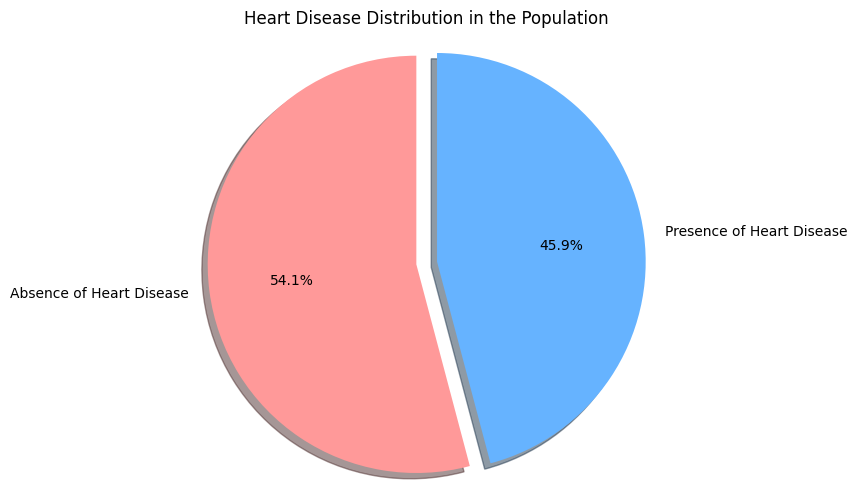 Heart Disease Distribution in the Population
45.9%
Presence of Heart Disease
54.1%
Absence of Heart Disease